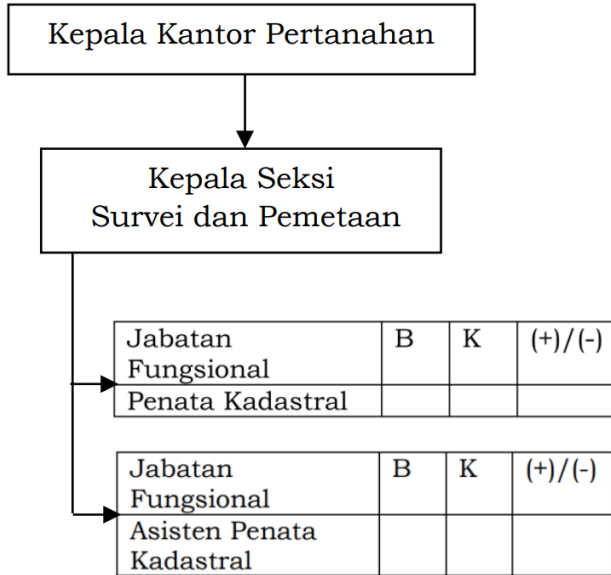 Kepala Kantor Pertanahan
Kepala Seksi
Survei dan Pemetaan
Jabatan Fungsional B K (+)/(-)
Penata Kadastral
Jabatan Fungsional B K (+)/(-)
Asisten Penata
Kadastral